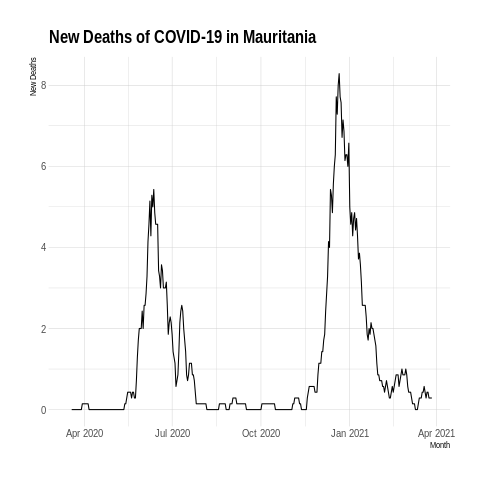 New Deaths of COVID-19 in Mauritania
New Deaths
8
6
4
2
0
Apr 2020 Jul 2020 Oct 2020 Jan 2021 Apr 2021
Month